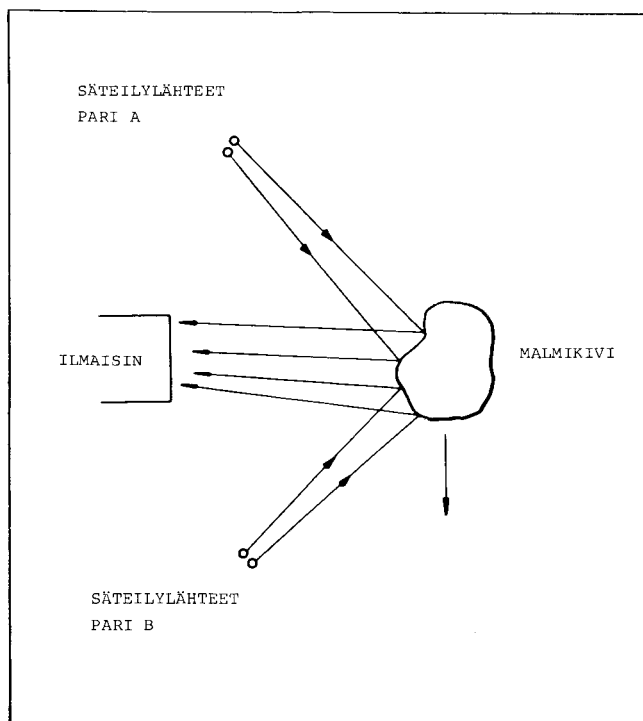 SÄTEILYLÄHTEET
PARI A
ILMAISIN
MALMIKIVI
SÄTEILYLÄHTEET
PARI B